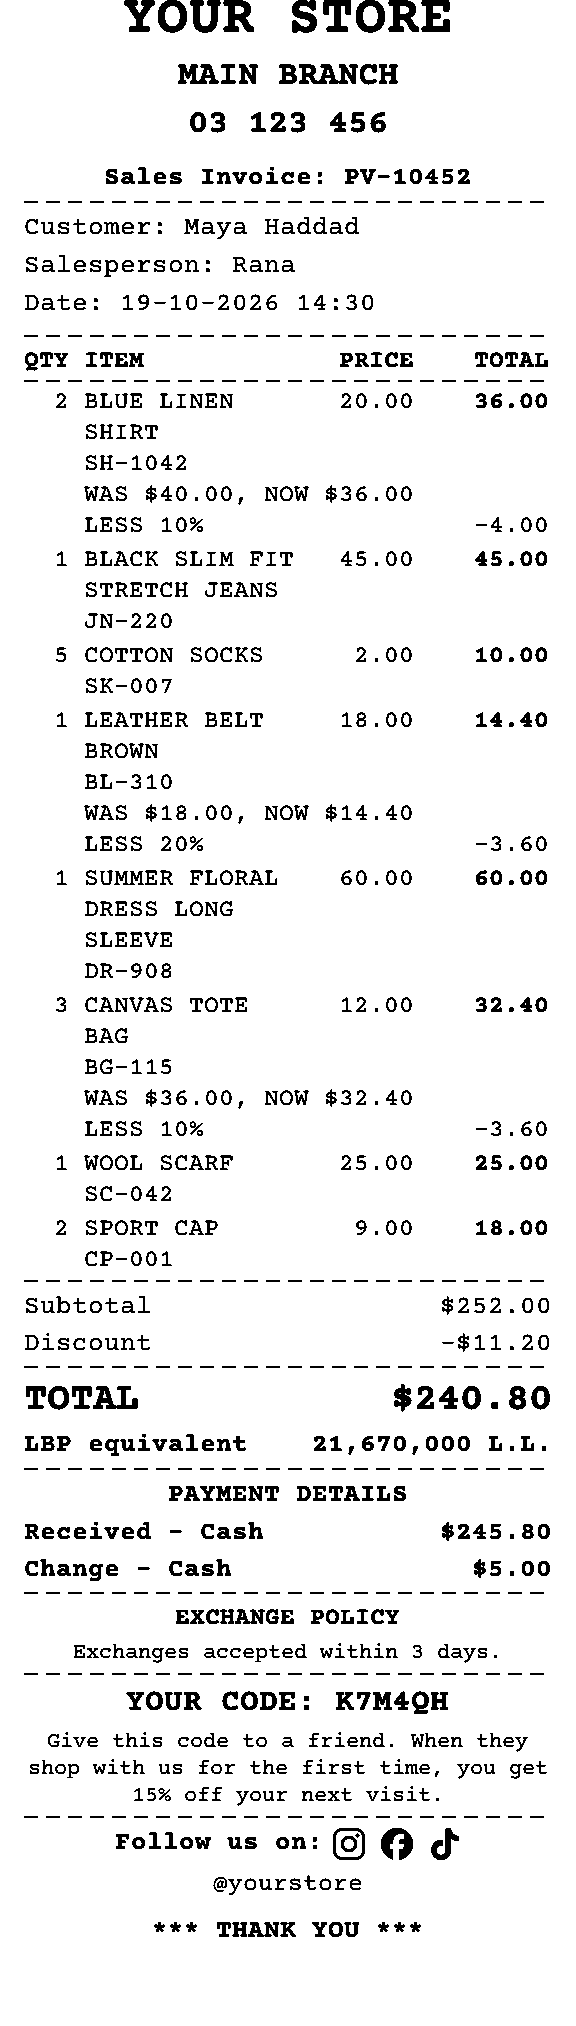 YOUR STORE
MAIN BRANCH
03 123 456
Sales Invoice: PV-10452
Customer: Maya Haddad
Salesperson: Rana
Date: 19-10-2026 14:30
QTY ITEM PRICE TOTAL
2 BLUE LINEN 20.00 36.00
SHIRT
SH-1042
WAS $40.00, NOW $36.00
LESS 10% -4.00
1 BLACK SLIM FIT 45.00 45.00
STRETCH JEANS
JN-220
5 COTTON SOCKS 2.00 10.00
SK-007
1 LEATHER BELT 18.00 14.40
BROWN
BL-310
WAS $18.00, NOW $14.40
LESS 20% -3.60
1 SUMMER FLORAL 60.00 60.00
DRESS LONG
SLEEVE
DR-908
3 CANVAS TOTE 12.00 32.40
BAG
BG-115
WAS $36.00, NOW $32.40
LESS 10% -3.60
1 WOOL SCARF 25.00 25.00
SC-042
2 SPORT CAP 9.00 18.00
CP-001
Subtotal $252.00
Discount -$11.20
TOTAL $240.80
LBP equivalent 21,670,000 L.L.
PAYMENT DETAILS
Received - Cash $245.80
Change - Cash $5.00
EXCHANGE POLICY
Exchanges accepted within 3 days.
YOUR CODE: K7M4QH
Give this code to a friend. When they
shop with us for the first time, you get
15% off your next visit.
Follow us on:
@yourstore
*** THANK YOU ***